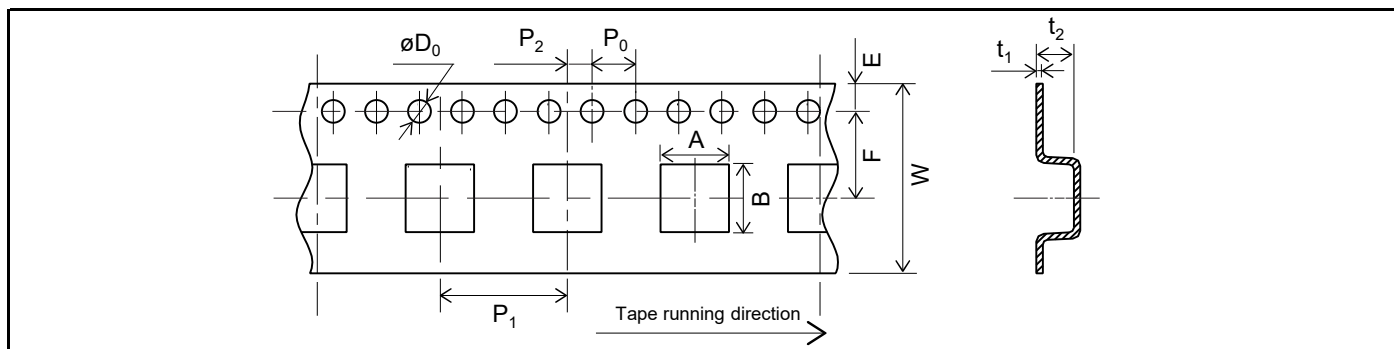 øD₀
P₂
P₀
E
t₁
t₂
A
F
W
B
P₁
Tape running direction